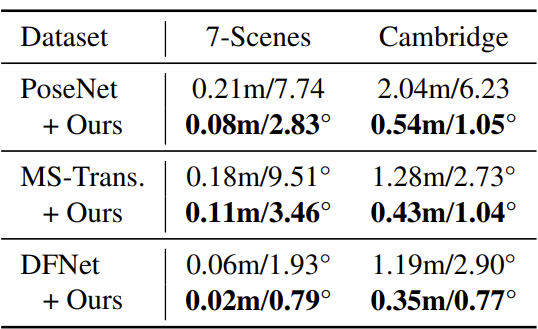 Dataset 7-Scenes Cambridge
PoseNet 0.21m/7.74 2.04m/6.23
+ Ours 0.08m/2.83° 0.54m/1.05°
MS-Trans. 0.18m/9.51° 1.28m/2.73°
+ Ours 0.11m/3.46° 0.43m/1.04°
DFNet 0.06m/1.93° 1.19m/2.90°
+ Ours 0.02m/0.79° 0.35m/0.77°